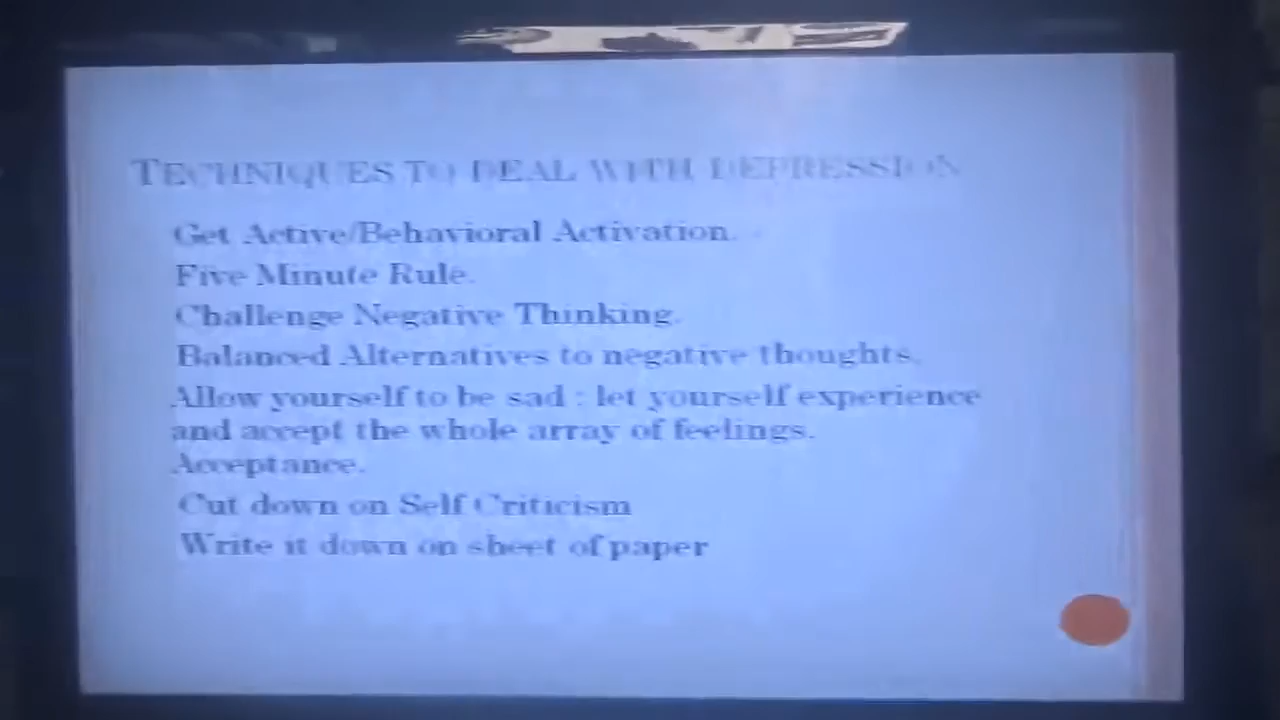 TECHNIQUES TO DEAL WITH DEPRESSION
Get Active/Behavioral Activation.
Five Minute Rule.
Challenge Negative Thinking.
Balanced Alternatives to negative thoughts.
Allow yourself to be sad : let yourself experience
and accept the whole array of feelings.
Acceptance.
Cut down on Self Criticism
Write it down on sheet of paper